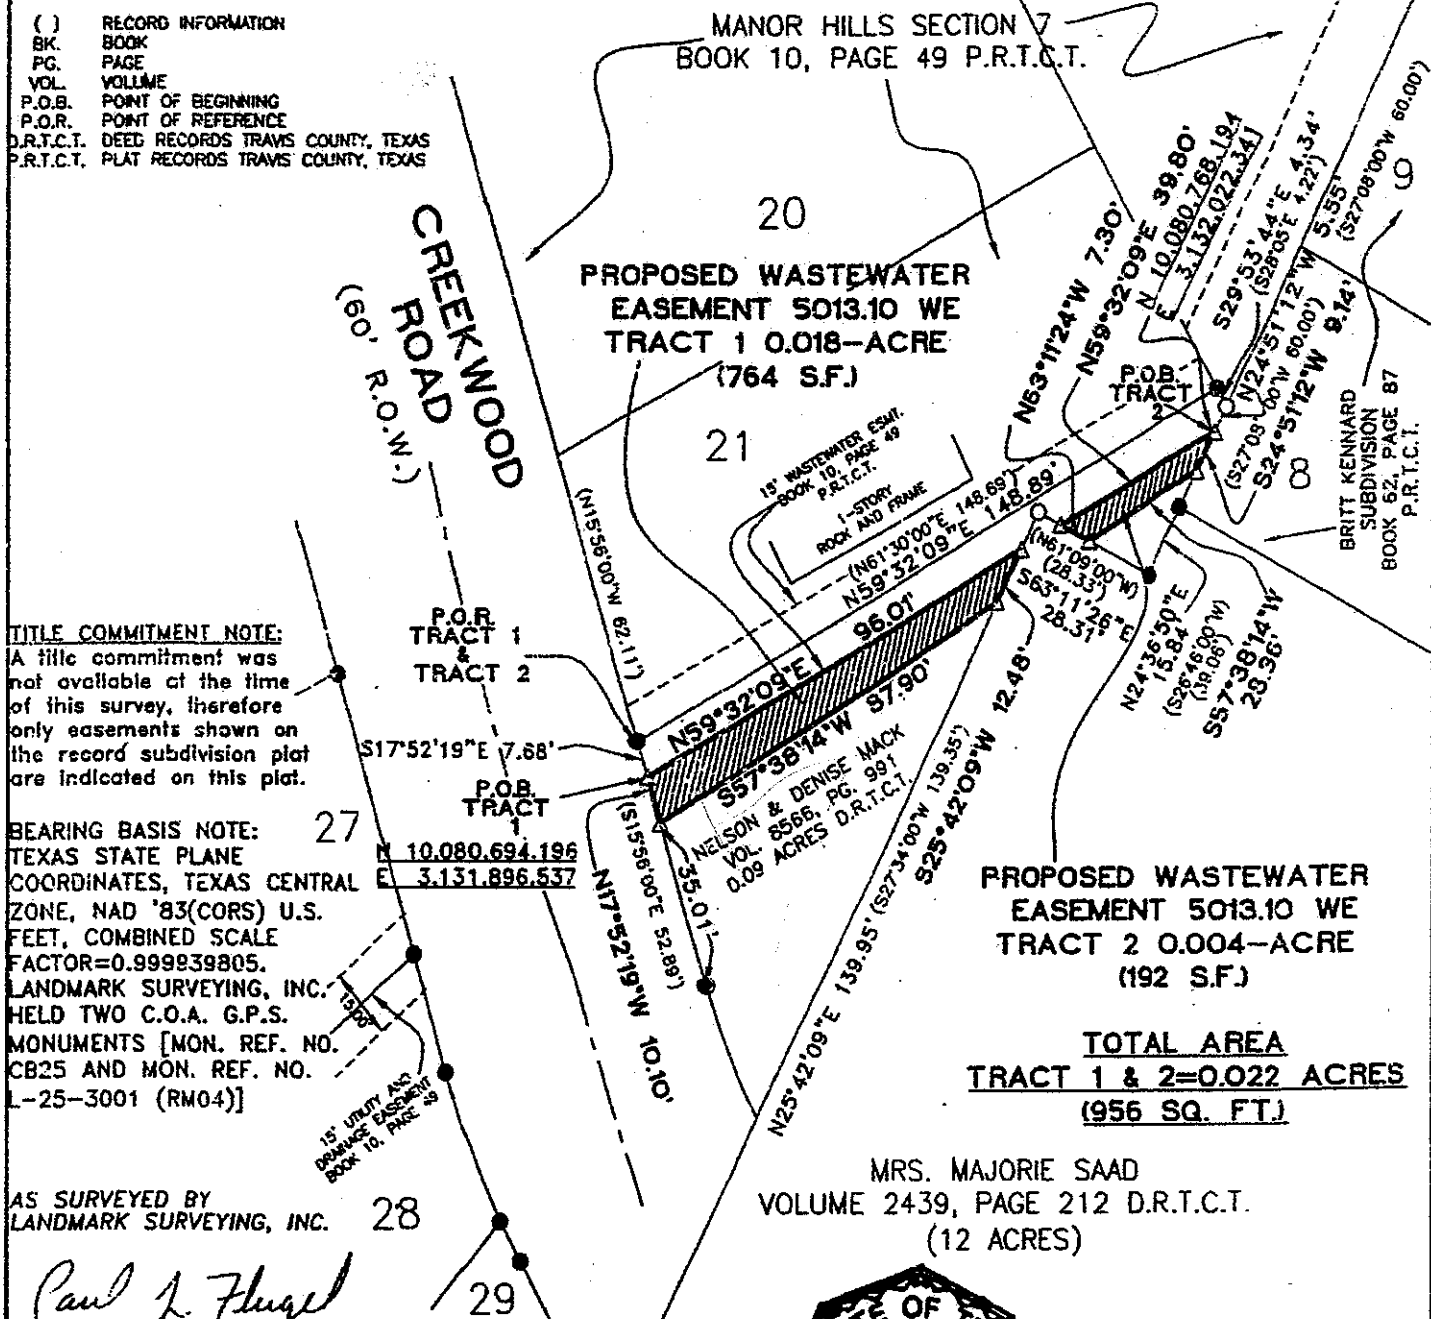 ( ) RECORD INFORMATION
BK. BOOK
PG. PAGE
VOL. VOLUME
P.O.B. POINT OF BEGINNING
P.O.R. POINT OF REFERENCE
D.R.T.C.T. DEED RECORDS TRAVIS COUNTY, TEXAS
P.R.T.C.T. PLAT RECORDS TRAVIS COUNTY, TEXAS
MANOR HILLS SECTION 7
BOOK 10, PAGE 49 P.R.T.C.T.
CREEKWOOD
ROAD
(60' R.O.W.)
20
PROPOSED WASTEWATER
EASEMENT 5013.10 WE
TRACT 1 0.018-ACRE
(764 S.F.)
21
15' WASTEWATER ESMT.
BOOK 10, PAGE 49
P.R.T.C.T.
1-STORY
ROCK AND FRAME
(N61°30'00"E 148.69')
N59°32'09"E 148.89'
N63°11'24"W 7.30'
N59°32'09"E 39.80'
N 10.080.768.194
E 3.132.022.341
S29°53'44"E 4.34'
(S28°05'E 4.22')
N24°51'12"W 5.55'
(S27°08'00"W 60.00')
(S27°08'00"W 60.00')
S24°51'12"W 9.14'
P.O.B.
TRACT
2
9
8
BRITT KENNARD
SUBDIVISION
BOOK 62, PAGE 87
P.R.T.C.T.
(N15°56'00"W 62.11')
P.O.R.
TRACT 1
&
TRACT 2
S17°52'19"E 7.68'
P.O.B.
TRACT
1
N 10.080.694.196
E 3.131.896.537
N59°32'09"E 96.01'
S57°38'14"W 87.90'
(N61°09'00"W)
(28.33')
S63°11'26"E
28.31'
N24°36'50"E
15.84'
(S26°46'00"W)
(39.06')
S57°38'14"W
28.36'
NELSON & DENISE MACK
VOL. 8566, PG. 991
0.09 ACRES D.R.T.C.T.
S25°42'09"W 12.48'
N25°42'09"E 139.95' (S27°34'00"W 139.35')
35.01'
(S15°56'00"E 52.89')
N17°52'19"W 10.10'
TITLE COMMITMENT NOTE:
A title commitment was
not available at the time
of this survey, therefore
only easements shown on
the record subdivision plat
are indicated on this plat.
27
BEARING BASIS NOTE:
TEXAS STATE PLANE
COORDINATES, TEXAS CENTRAL
ZONE, NAD '83(CORS) U.S.
FEET, COMBINED SCALE
FACTOR=0.999939805.
LANDMARK SURVEYING, INC.
HELD TWO C.O.A. G.P.S.
MONUMENTS [MON. REF. NO.
CB25 AND MON. REF. NO.
L-25-3001 (RM04)]
15.00'
15' UTILITY AND
DRAINAGE EASEMENT
BOOK 10, PAGE 49
PROPOSED WASTEWATER
EASEMENT 5013.10 WE
TRACT 2 0.004-ACRE
(192 S.F.)
TOTAL AREA
TRACT 1 & 2=0.022 ACRES
(956 SQ. FT.)
MRS. MAJORIE SAAD
VOLUME 2439, PAGE 212 D.R.T.C.T.
(12 ACRES)
AS SURVEYED BY
LANDMARK SURVEYING, INC.
28
29
Paul L. Flugel
OF